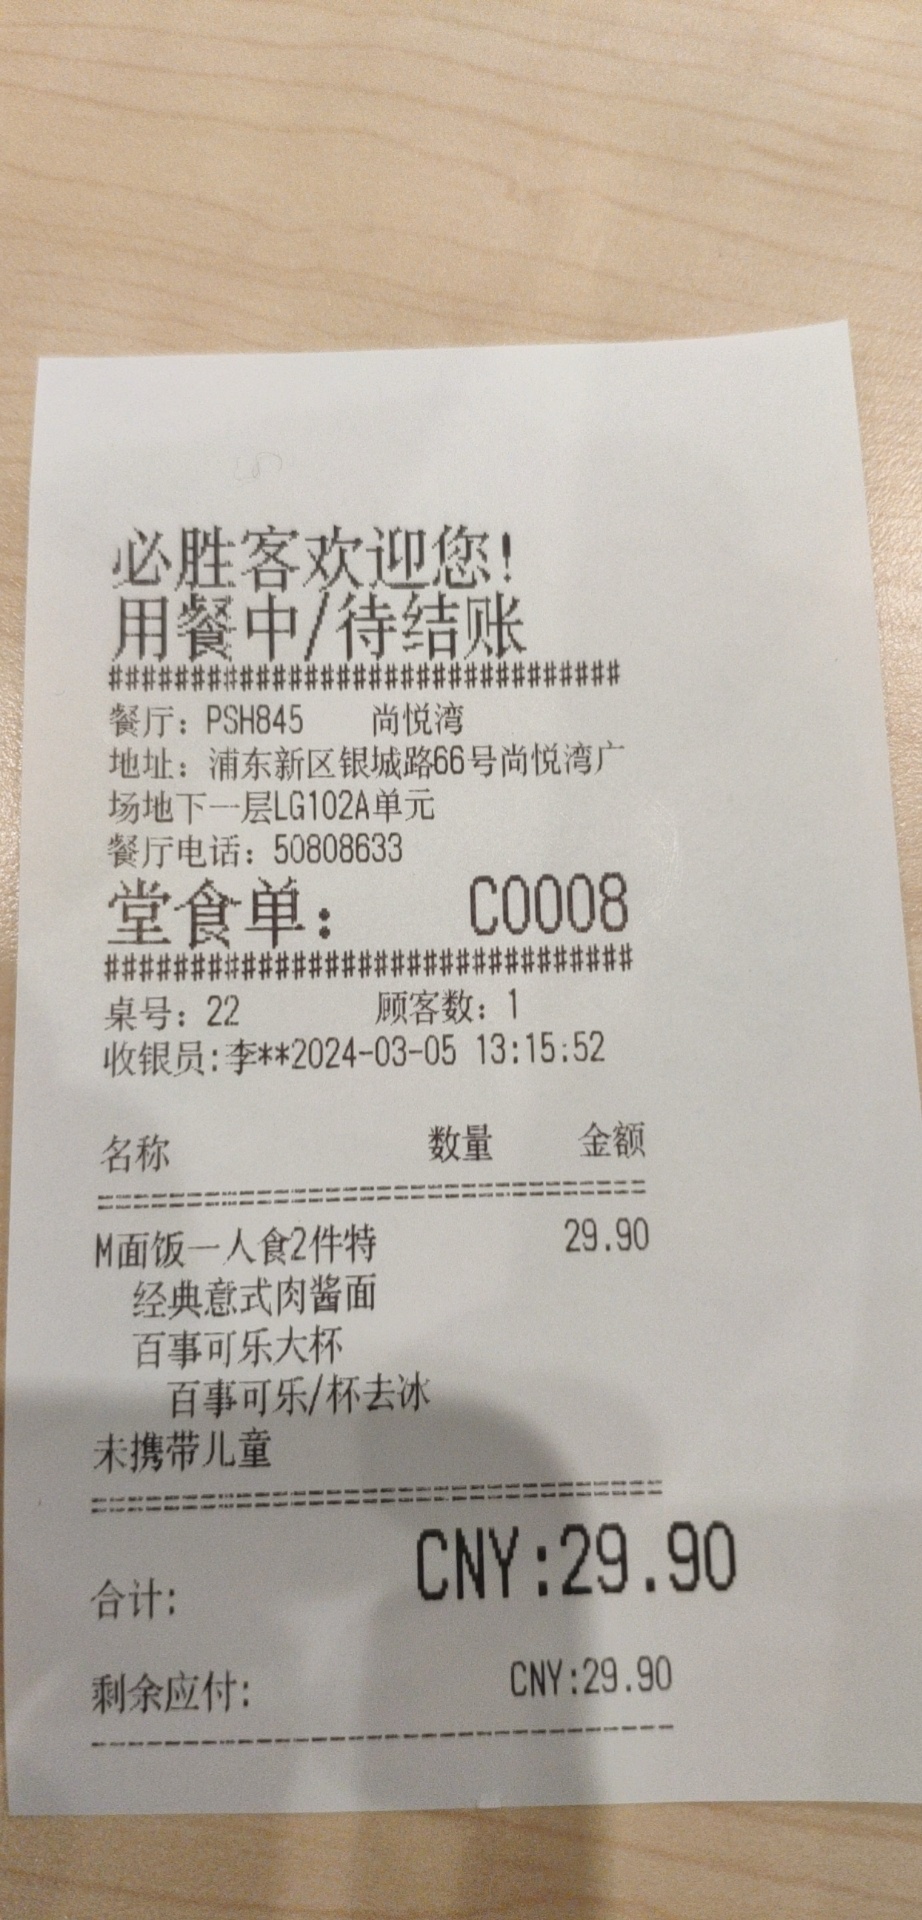 必胜客欢迎您!
用餐中/待结账
################################
餐厅：PSH845 尚悦湾
地址：浦东新区银城路66号尚悦湾广
场地下一层LG102A单元
餐厅电话：50808633
堂食单： C0008
################################
桌号：22 顾客数：1
收银员:李**2024-03-05 13:15:52
名称 数量 金额
================================
M面饭一人食2件特 29.90
经典意式肉酱面
百事可乐大杯
百事可乐/杯去冰
未携带儿童
================================
CNY:29.90
合计:
剩余应付: CNY:29.90
--------------------------------